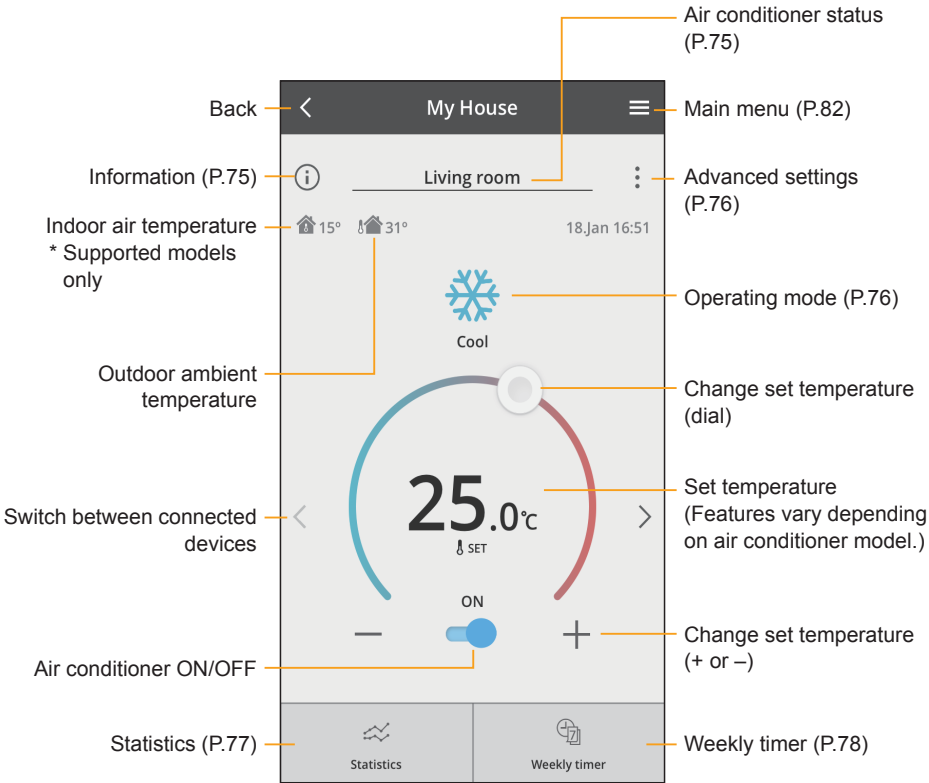 Air conditioner status
(P.75)
Back
My House
Main menu (P.82)
Information (P.75)
i
Living room
Advanced settings
(P.76)
Indoor air temperature
* Supported models
only
15°
31°
18.Jan 16:51
Operating mode (P.76)
Cool
Outdoor ambient
temperature
Change set temperature
(dial)
Set temperature
(Features vary depending
on air conditioner model.)
25.0°C
SET
Switch between connected
devices
ON
Change set temperature
(+ or –)
Air conditioner ON/OFF
Statistics (P.77)
Statistics
7
Weekly timer
Weekly timer (P.78)